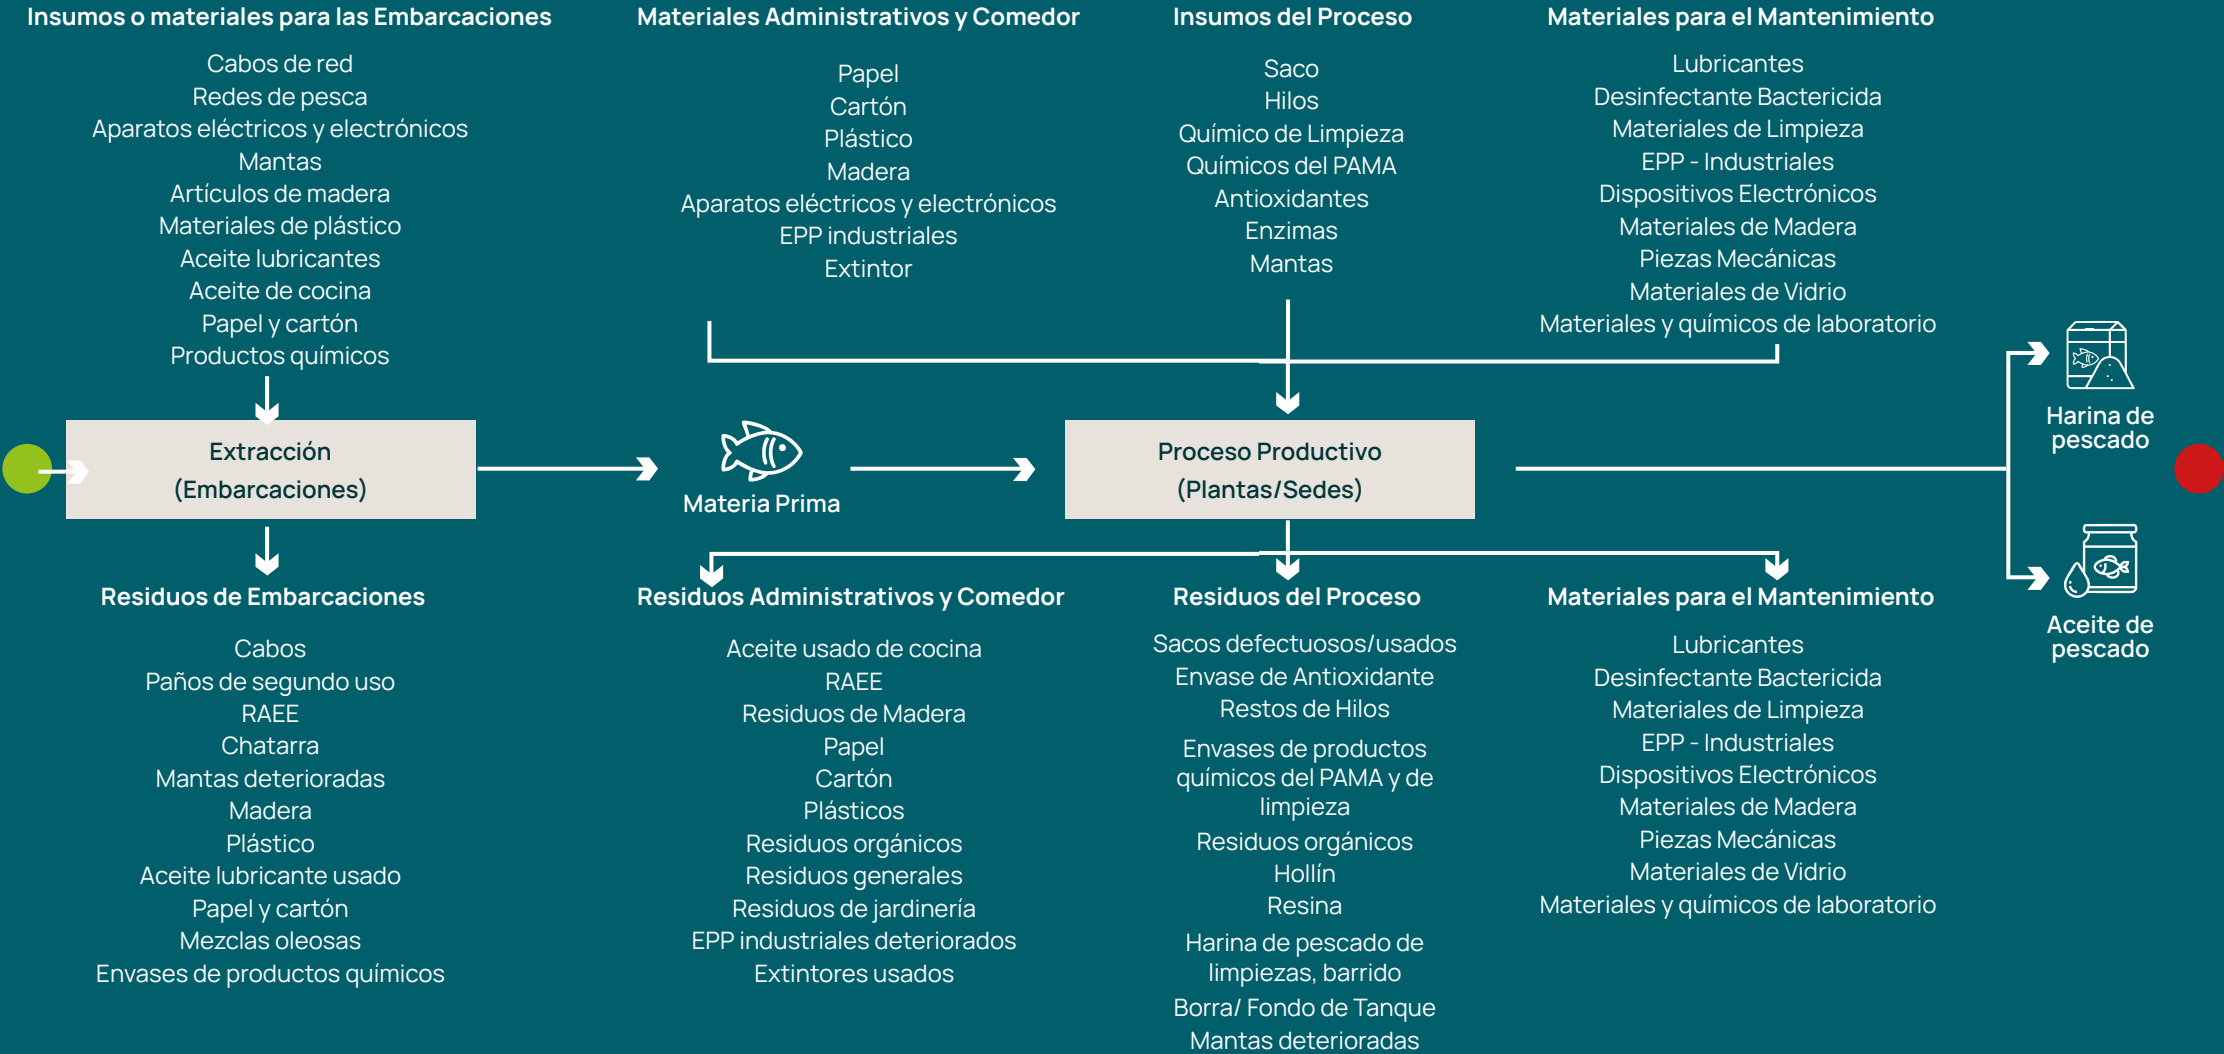 Insumos o materiales para las Embarcaciones
Cabos de red
Redes de pesca
Aparatos eléctricos y electrónicos
Mantas
Artículos de madera
Materiales de plástico
Aceite lubricantes
Aceite de cocina
Papel y cartón
Productos químicos
Materiales Administrativos y Comedor
Papel
Cartón
Plástico
Madera
Aparatos eléctricos y electrónicos
EPP industriales
Extintor
Insumos del Proceso
Saco
Hilos
Químico de Limpieza
Químicos del PAMA
Antioxidantes
Enzimas
Mantas
Materiales para el Mantenimiento
Lubricantes
Desinfectante Bactericida
Materiales de Limpieza
EPP - Industriales
Dispositivos Electrónicos
Materiales de Madera
Piezas Mecánicas
Materiales de Vidrio
Materiales y químicos de laboratorio
Extracción
(Embarcaciones)
Materia Prima
Proceso Productivo
(Plantas/Sedes)
Harina de
pescado
Aceite de
pescado
Residuos de Embarcaciones
Cabos
Paños de segundo uso
RAEE
Chatarra
Mantas deterioradas
Madera
Plástico
Aceite lubricante usado
Papel y cartón
Mezclas oleosas
Envases de productos químicos
Residuos Administrativos y Comedor
Aceite usado de cocina
RAEE
Residuos de Madera
Papel
Cartón
Plásticos
Residuos orgánicos
Residuos generales
Residuos de jardinería
EPP industriales deteriorados
Extintores usados
Residuos del Proceso
Sacos defectuosos/usados
Envase de Antioxidante
Restos de Hilos
Envases de productos
químicos del PAMA y de
limpieza
Residuos orgánicos
Hollín
Resina
Harina de pescado de
limpiezas, barrido
Borra/ Fondo de Tanque
Mantas deterioradas
Materiales para el Mantenimiento
Lubricantes
Desinfectante Bactericida
Materiales de Limpieza
EPP - Industriales
Dispositivos Electrónicos
Materiales de Madera
Piezas Mecánicas
Materiales de Vidrio
Materiales y químicos de laboratorio